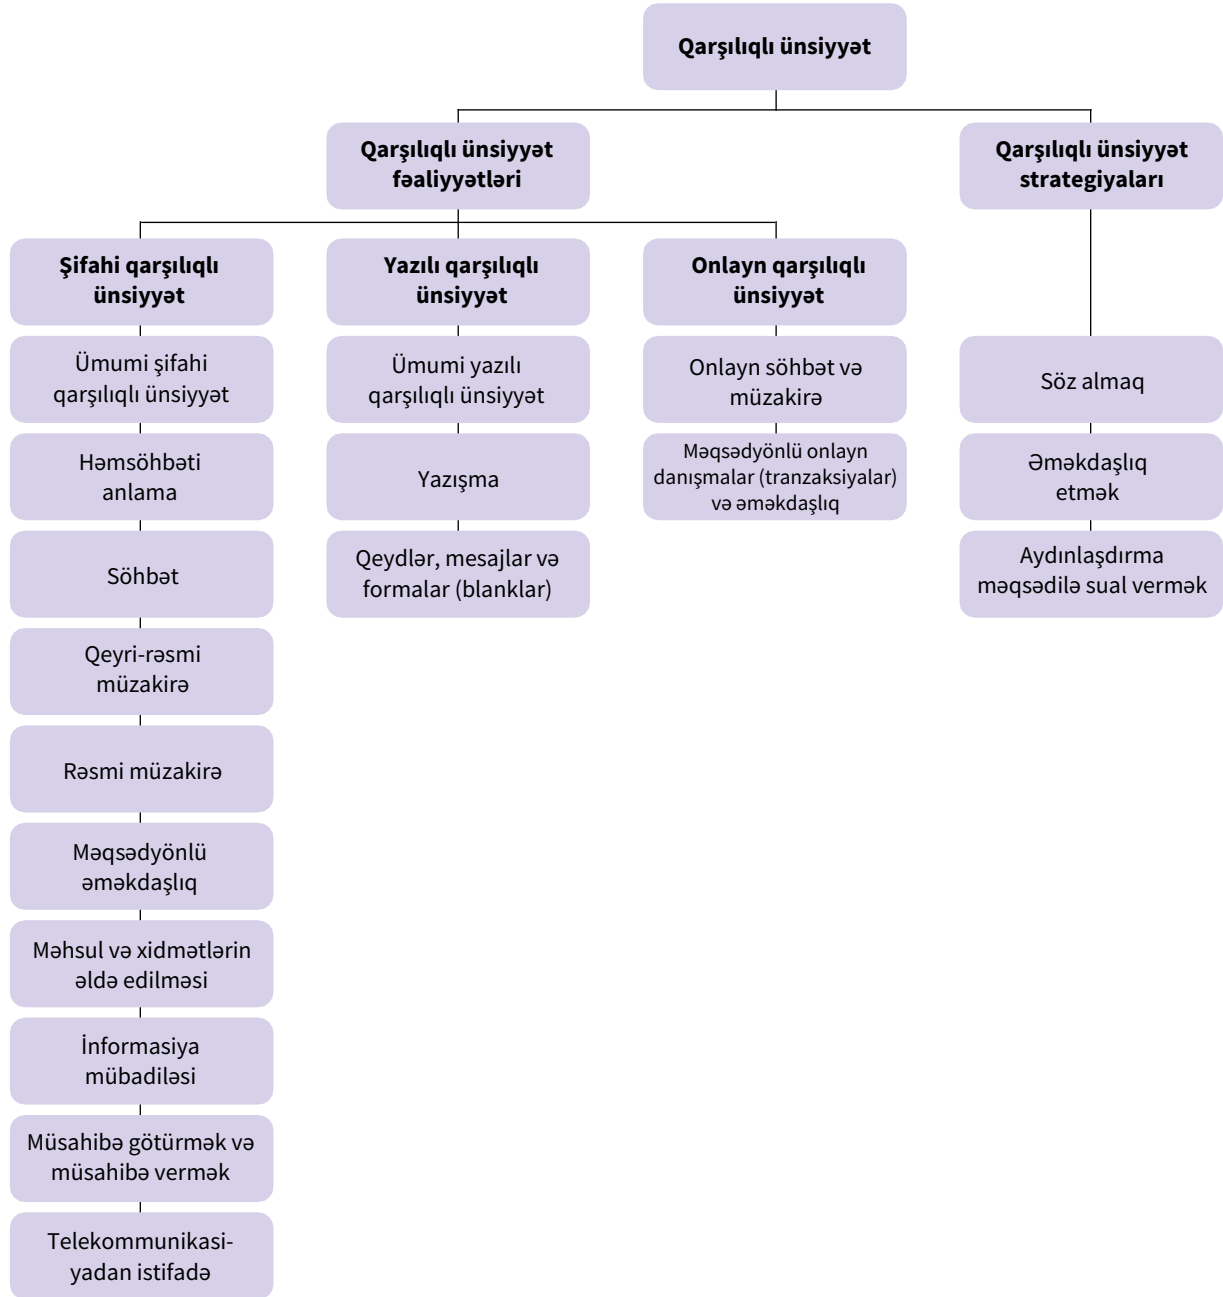 Qarşılıqlı ünsiyyət
Qarşılıqlı ünsiyyət
fəaliyyətləri
Qarşılıqlı ünsiyyət
strategiyaları
Şifahi qarşılıqlı
ünsiyyət
Yazılı qarşılıqlı
ünsiyyət
Onlayn qarşılıqlı
ünsiyyət
Ümumi şifahi
qarşılıqlı ünsiyyət
Ümumi yazılı
qarşılıqlı ünsiyyət
Onlayn söhbət və
müzakirə
Söz almaq
Həmsöhbəti
anlama
Yazışma
Məqsədyönlü onlayn
danışmalar (tranzaksiyalar)
və əməkdaşlıq
Əməkdaşlıq
etmək
Söhbət
Qeydlər, mesajlar və
formalar (blanklar)
Aydınlaşdırma
məqsədilə sual vermək
Qeyri-rəsmi
müzakirə
Rəsmi müzakirə
Məqsədyönlü
əməkdaşlıq
Məhsul və xidmətlərin
əldə edilməsi
İnformasiya
mübadiləsi
Müsahibə götürmək və
müsahibə vermək
Telekommunikasi-
yadan istifadə